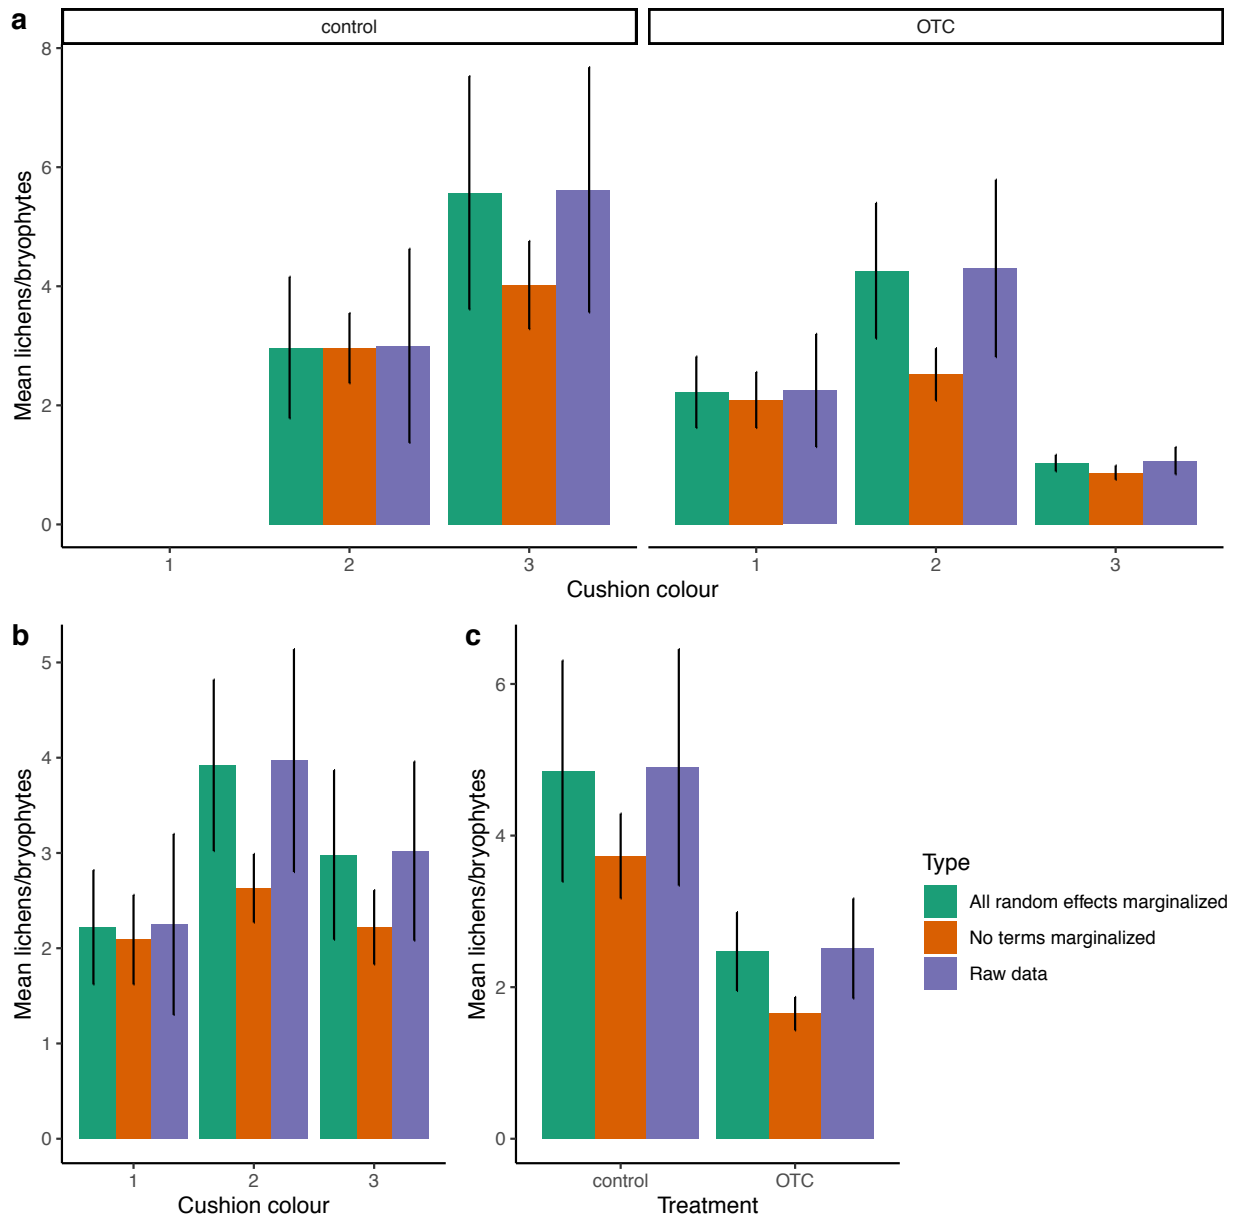 a
control
OTC
Mean lichens/bryophytes
8
6
4
2
0
1
2
3
1
2
3
Cushion colour
b
Mean lichens/bryophytes
5
4
3
2
1
0
1
2
3
Cushion colour
c
Mean lichens/bryophytes
6
4
2
0
control
OTC
Treatment
Type
All random effects marginalized
No terms marginalized
Raw data